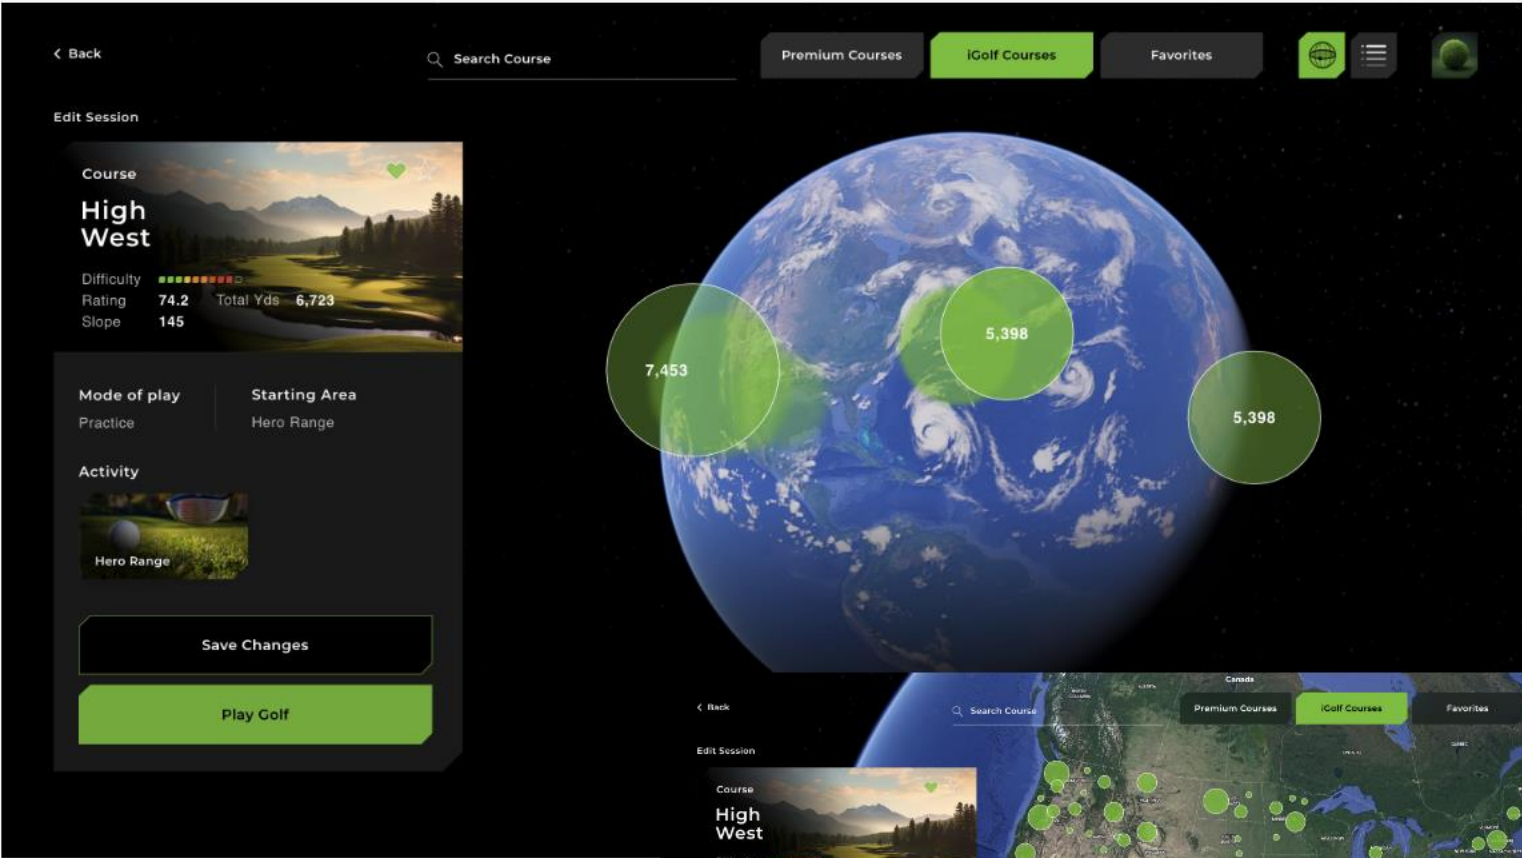 Back
Search Course
Premium Courses
iGolf Courses
Favorites
Edit Session
Course
High
West
Difficulty
Rating 74.2 Total Yds 6,723
Slope 145
Mode of play
Practice
Starting Area
Hero Range
Activity
Hero Range
Save Changes
Play Golf
7,453
5,398
5,398
Back
Search Course
Premium Courses
iGolf Courses
Favorites
Edit Session
Course
High
West
Canada